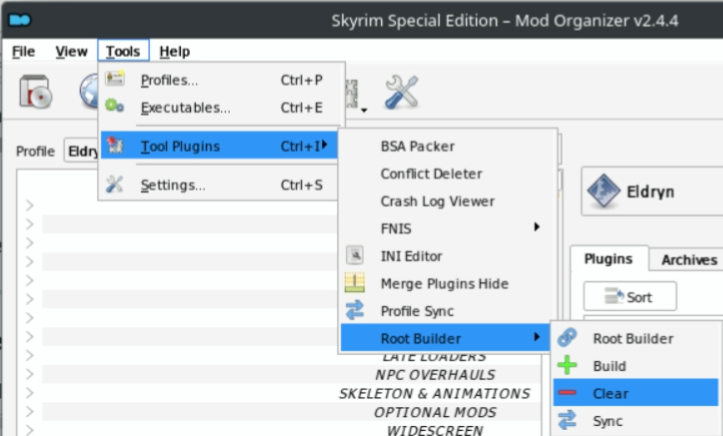 Skyrim Special Edition – Mod Organizer v2.4.4
File View Tools Help
Profiles... Ctrl+P
Executables... Ctrl+E
Tool Plugins Ctrl+I
Settings... Ctrl+S
Profile Eldry
BSA Packer
Conflict Deleter
Crash Log Viewer
FNIS
INI Editor
Merge Plugins Hide
Profile Sync
Root Builder
Eldryn
Plugins Archives
Sort
Root Builder
Build
Clear
Sync
LATE LOADERS
NPC OVERHAULS
SKELETON & ANIMATIONS
OPTIONAL MODS
WIDESCREEN